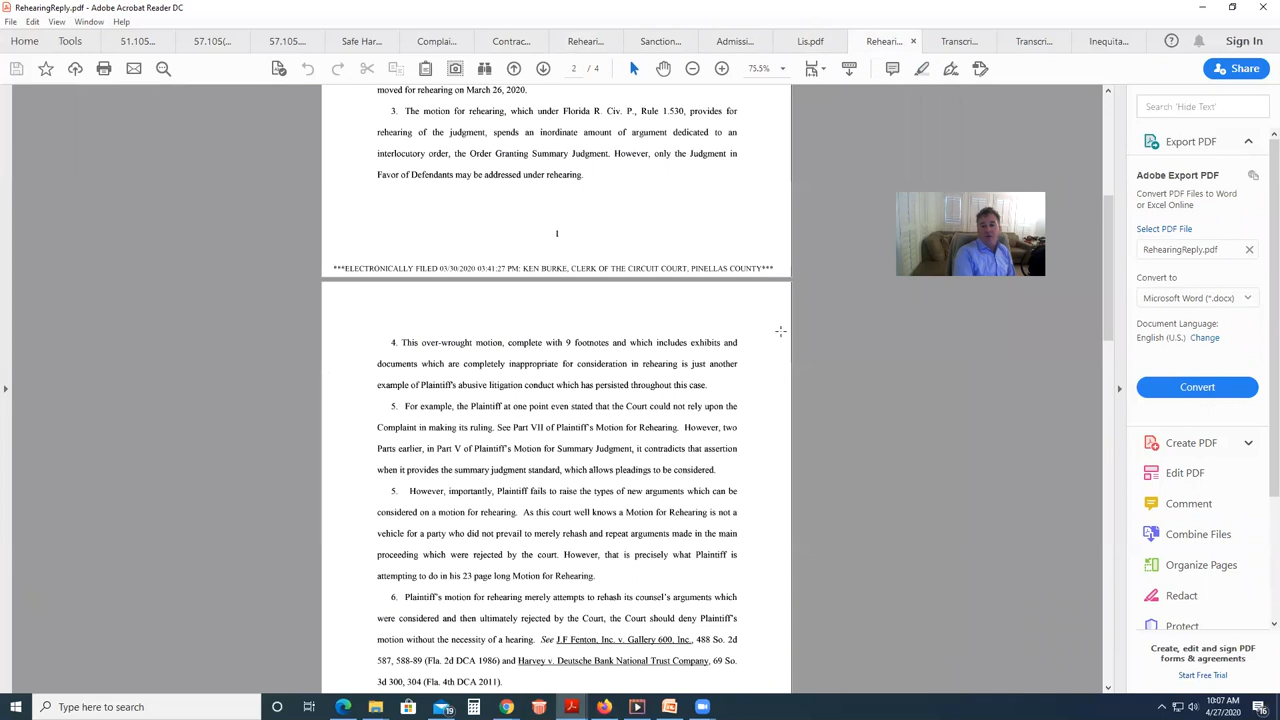 RehearingReply.pdf - Adobe Acrobat Reader DC
File Edit View Window Help
Home Tools 51.105... 57.105(... 57.105... Safe Har... Complai... Contrac... Reheari... Sanction... Admissi... Lis.pdf Reheari... × Transcri... Transcri... Inequita... Sign In
2 / 4 75.5% Share
moved for rehearing on March 26, 2020.
3. The motion for rehearing, which under Florida R. Civ. P., Rule 1.530, provides for
rehearing of the judgment, spends an inordinate amount of argument dedicated to an
interlocutory order, the Order Granting Summary Judgment. However, only the Judgment in
Favor of Defendants may be addressed under rehearing.
1
***ELECTRONICALLY FILED 03/30/2020 03:41:27 PM: KEN BURKE, CLERK OF THE CIRCUIT COURT, PINELLAS COUNTY***
4. This over-wrought motion, complete with 9 footnotes and which includes exhibits and
documents which are completely inappropriate for consideration in rehearing is just another
example of Plaintiff's abusive litigation conduct which has persisted throughout this case.
5. For example, the Plaintiff at one point even stated that the Court could not rely upon the
Complaint in making its ruling. See Part VII of Plaintiff's Motion for Rehearing. However, two
Parts earlier, in Part V of Plaintiff's Motion for Summary Judgment, it contradicts that assertion
when it provides the summary judgment standard, which allows pleadings to be considered.
5. However, importantly, Plaintiff fails to raise the types of new arguments which can be
considered on a motion for rehearing. As this court well knows a Motion for Rehearing is not a
vehicle for a party who did not prevail to merely rehash and repeat arguments made in the main
proceeding which were rejected by the court. However, that is precisely what Plaintiff is
attempting to do in his 23 page long Motion for Rehearing.
6. Plaintiff's motion for rehearing merely attempts to rehash its counsel's arguments which
were considered and then ultimately rejected by the Court, the Court should deny Plaintiff's
motion without the necessity of a hearing. See J.F Fenton, Inc. v. Gallery 600, Inc., 488 So. 2d
587, 588-89 (Fla. 2d DCA 1986) and Harvey v. Deutsche Bank National Trust Company, 69 So.
3d 300, 304 (Fla. 4th DCA 2011).
Search 'Hide Text'
Export PDF
Adobe Export PDF
Convert PDF Files to Word
or Excel Online
Select PDF File
RehearingReply.pdf
Convert to
Microsoft Word (*.docx)
Document Language:
English (U.S.) Change
Convert
Create PDF
Edit PDF
Comment
Combine Files
Organize Pages
Redact
Protect
Create, edit and sign PDF
forms & agreements
Start Free Trial
Type here to search
10:07 AM
4/27/2020